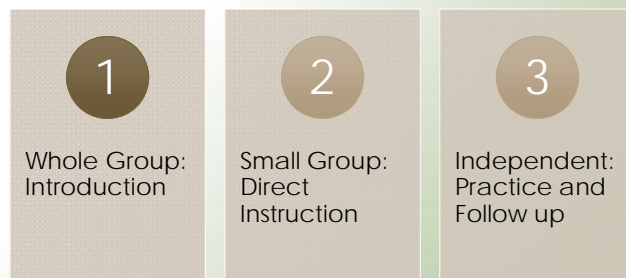 1
Whole Group:
Introduction
2
Small Group:
Direct
Instruction
3
Independent:
Practice and
Follow up